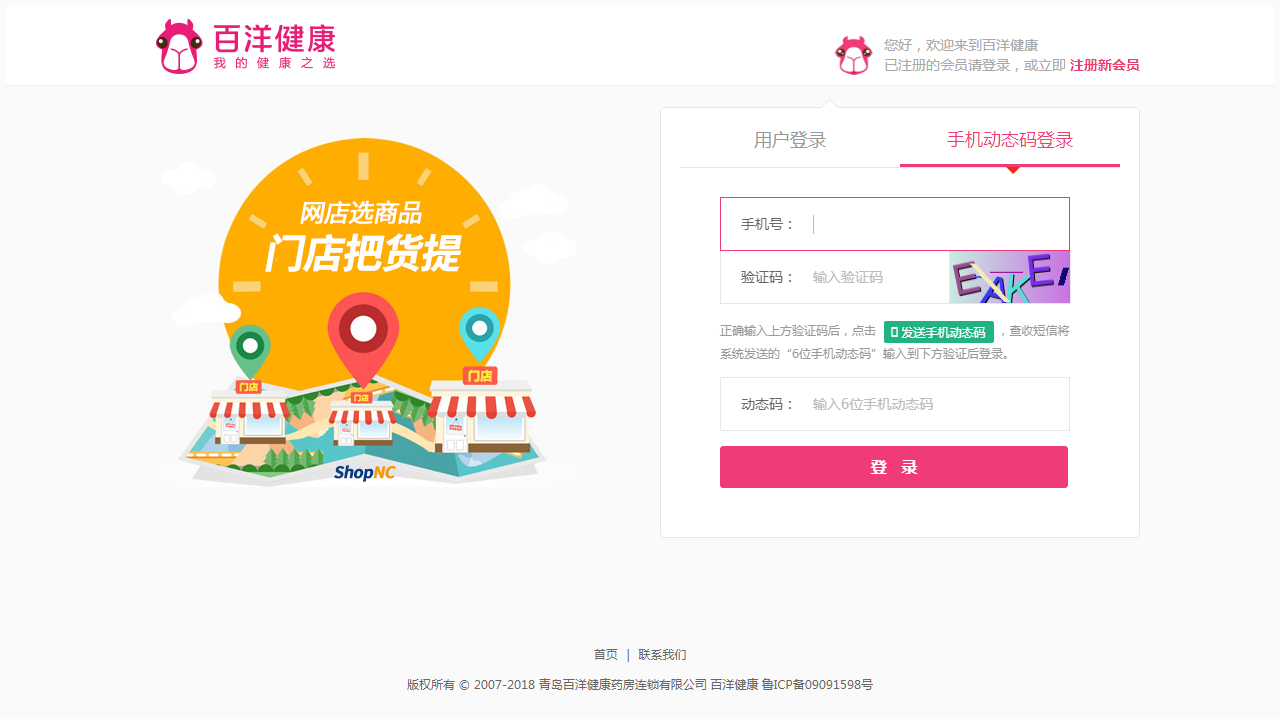 百洋健康
我的健康之选
您好，欢迎来到百洋健康
已注册的会员请登录，或立即 注册新会员
网店选商品
门店把货提
门店
门店
门店
ShopNC
用户登录
手机动态码登录
手机号：
验证码： 输入验证码
EAKE
正确输入上方验证码后，点击 发送手机动态码 ，查收短信将
系统发送的“6位手机动态码”输入到下方验证后登录。
动态码： 输入6位手机动态码
登 录
首页 | 联系我们
版权所有 © 2007-2018 青岛百洋健康药房连锁有限公司 百洋健康 鲁ICP备09091598号